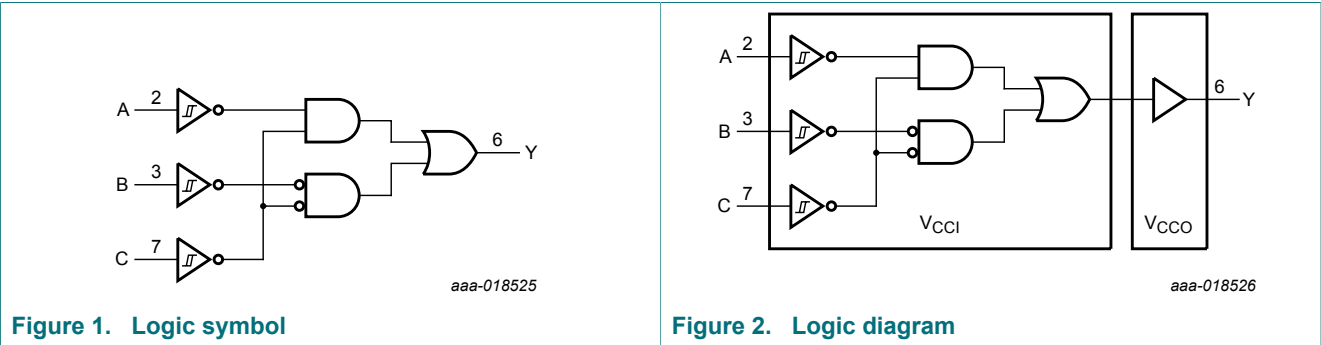 A 2
B 3
C 7
6 Y
aaa-018525
Figure 1. Logic symbol
A 2
B 3
C 7
VCCI
VCCO
6 Y
aaa-018526
Figure 2. Logic diagram